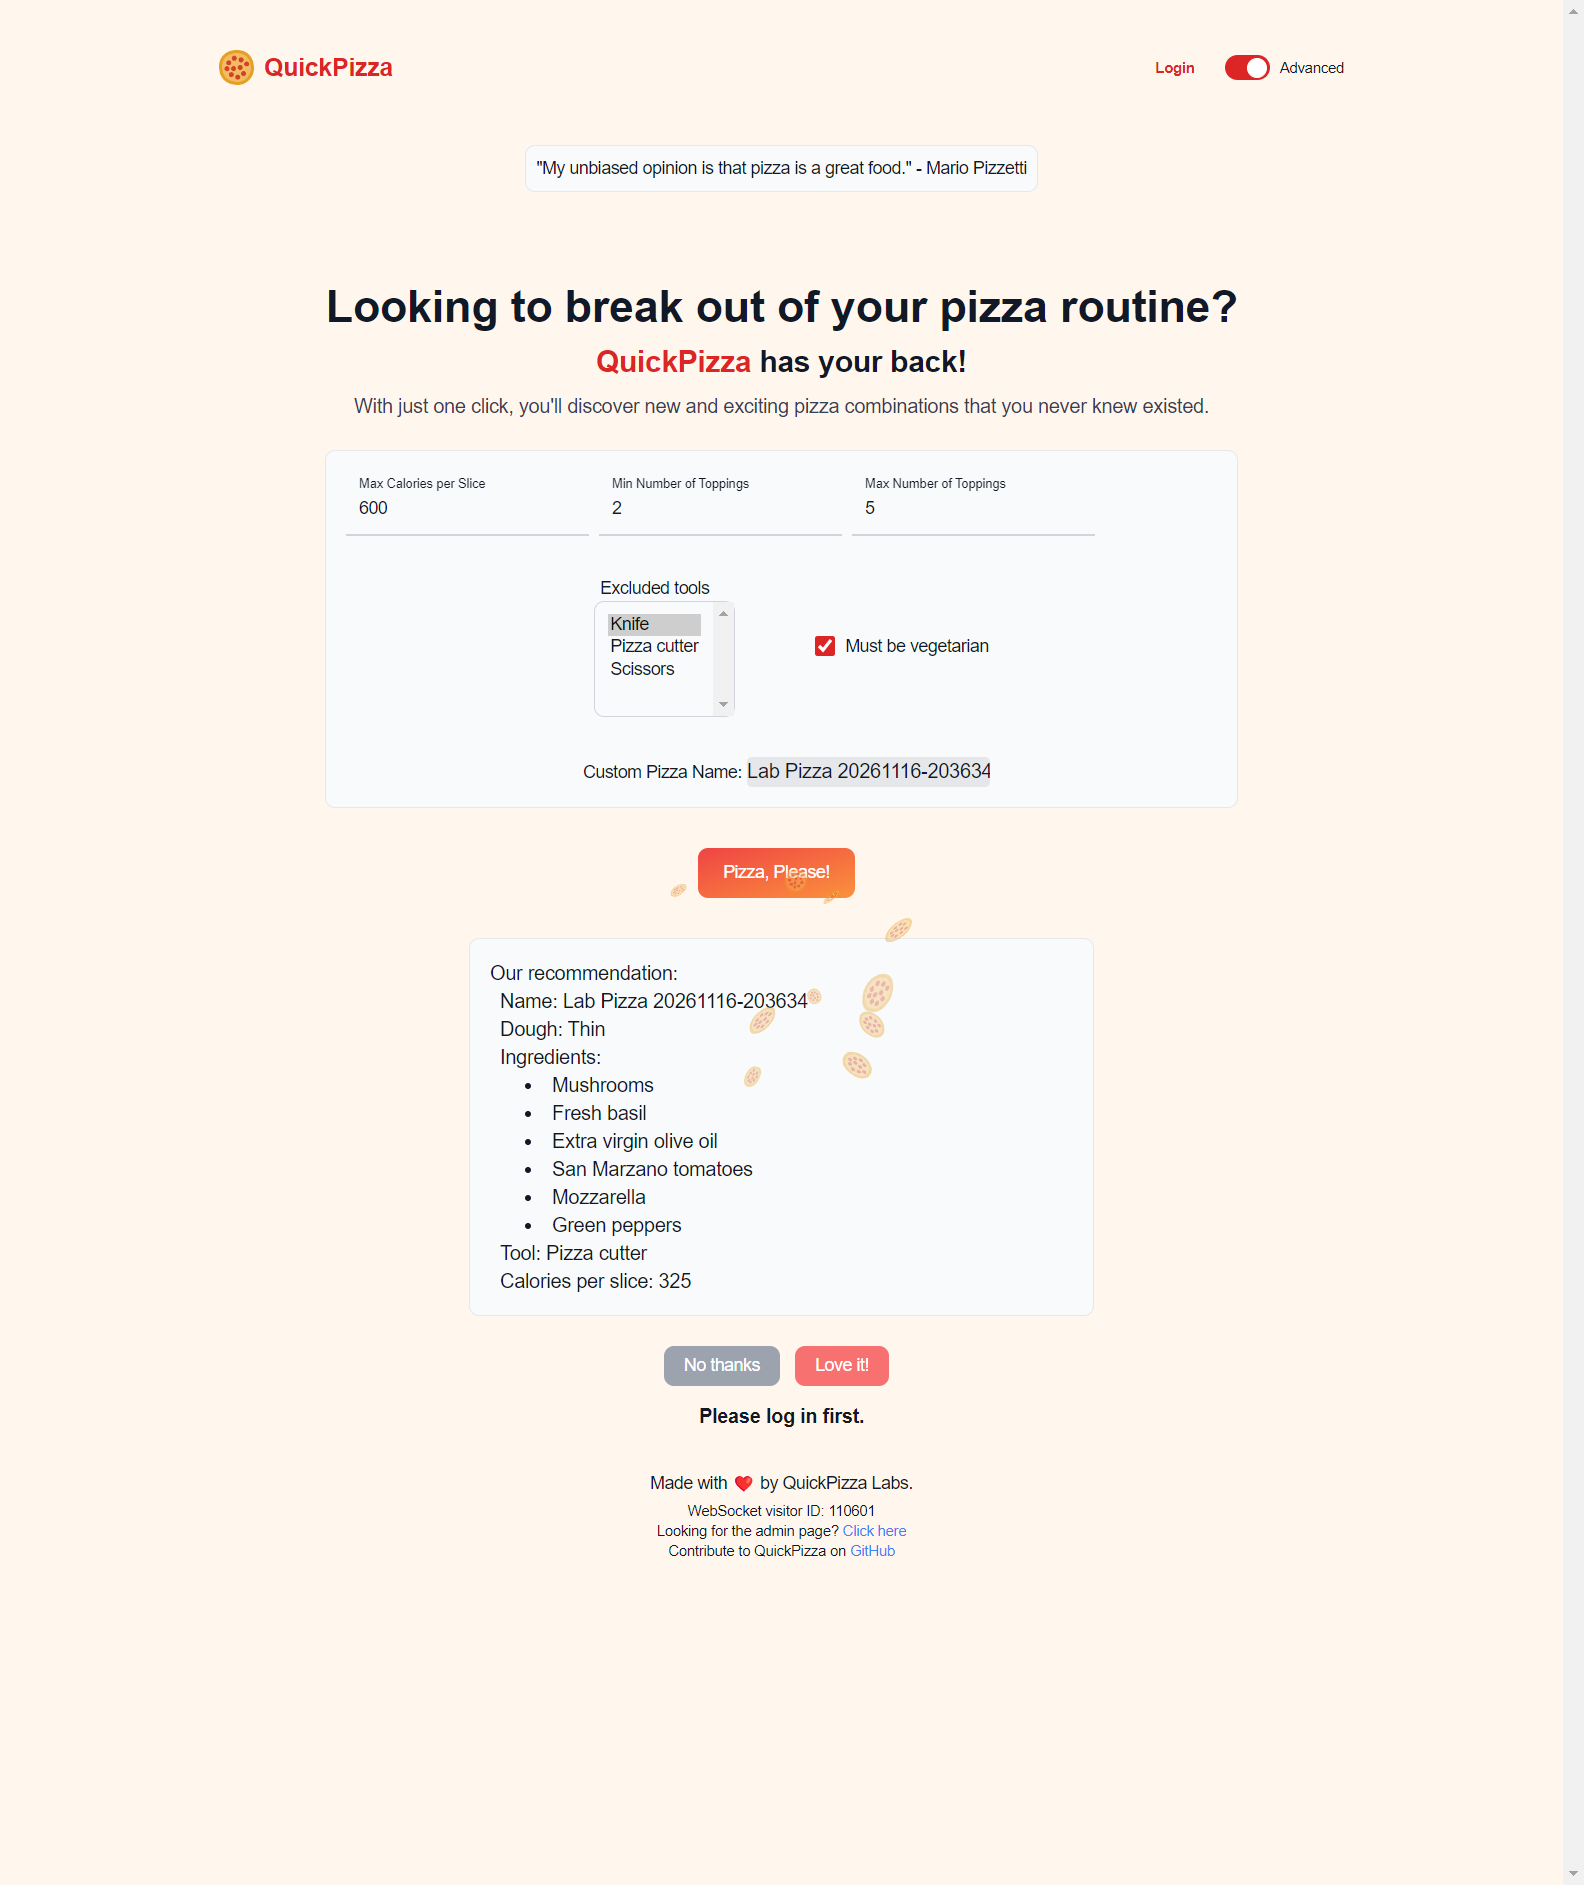 QuickPizza
Login
Advanced
"My unbiased opinion is that pizza is a great food." - Mario Pizzetti
Looking to break out of your pizza routine?
QuickPizza has your back!
With just one click, you'll discover new and exciting pizza combinations that you never knew existed.
Max Calories per Slice
600
Min Number of Toppings
2
Max Number of Toppings
5
Excluded tools
Knife
Pizza cutter
Scissors
Must be vegetarian
Custom Pizza Name: Lab Pizza 20261116-203634
Pizza, Please!
Our recommendation:
Name: Lab Pizza 20261116-203634
Dough: Thin
Ingredients:
• Mushrooms
• Fresh basil
• Extra virgin olive oil
• San Marzano tomatoes
• Mozzarella
• Green peppers
Tool: Pizza cutter
Calories per slice: 325
No thanks
Love it!
Please log in first.
Made with ❤️ by QuickPizza Labs.
WebSocket visitor ID: 110601
Looking for the admin page? Click here
Contribute to QuickPizza on GitHub